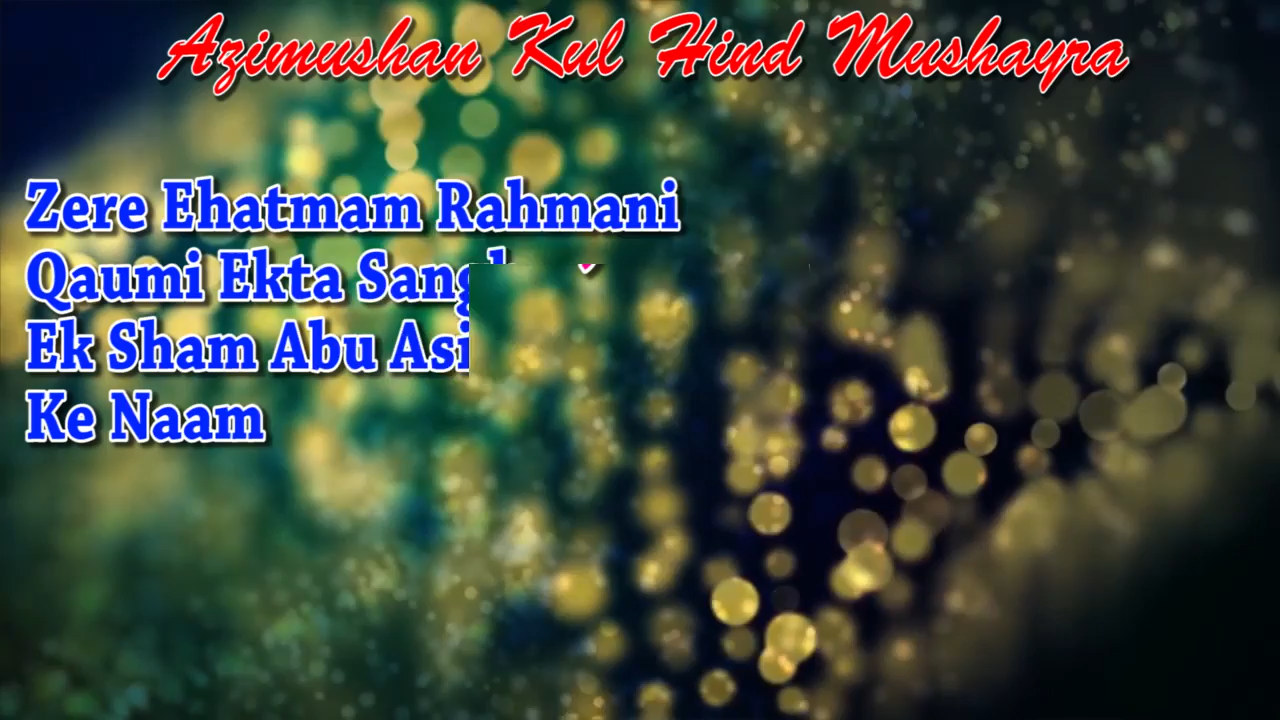 Azimushan Kul Hind Mushayra
Zere Ehatmam Rahmani
Qaumi Ekta
Ek Sham Abu
Ke Naam